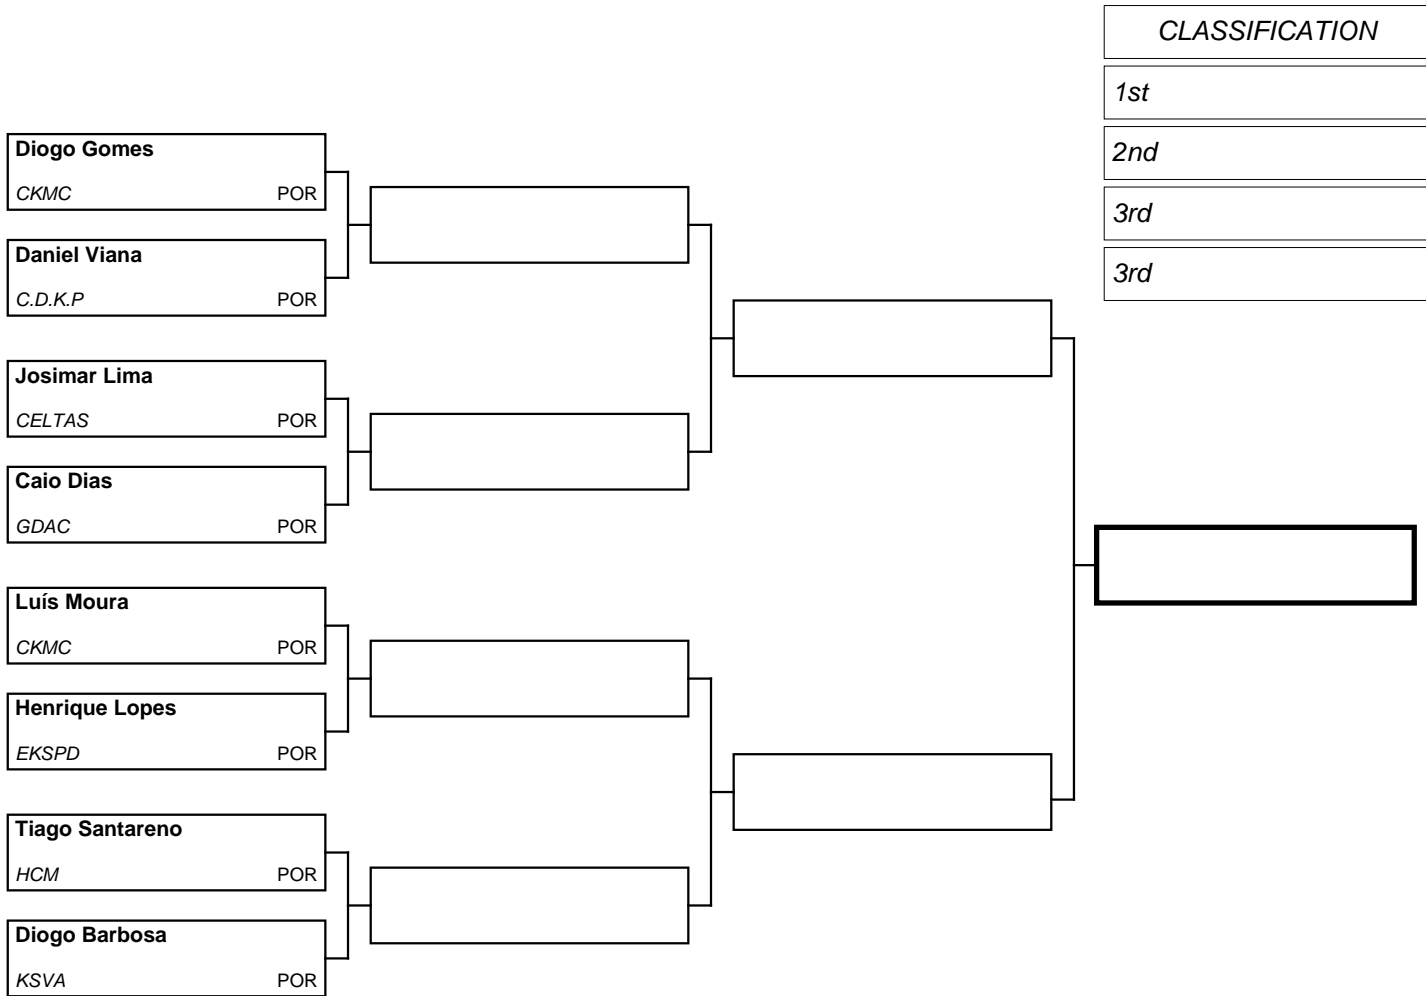 CLASSIFICATION
1st
2nd
3rd
3rd
Diogo Gomes
CKMC POR
Daniel Viana
C.D.K.P POR
Josimar Lima
CELTAS POR
Caio Dias
GDAC POR
Luís Moura
CKMC POR
Henrique Lopes
EKSPD POR
Tiago Santareno
HCM POR
Diogo Barbosa
KSVA POR